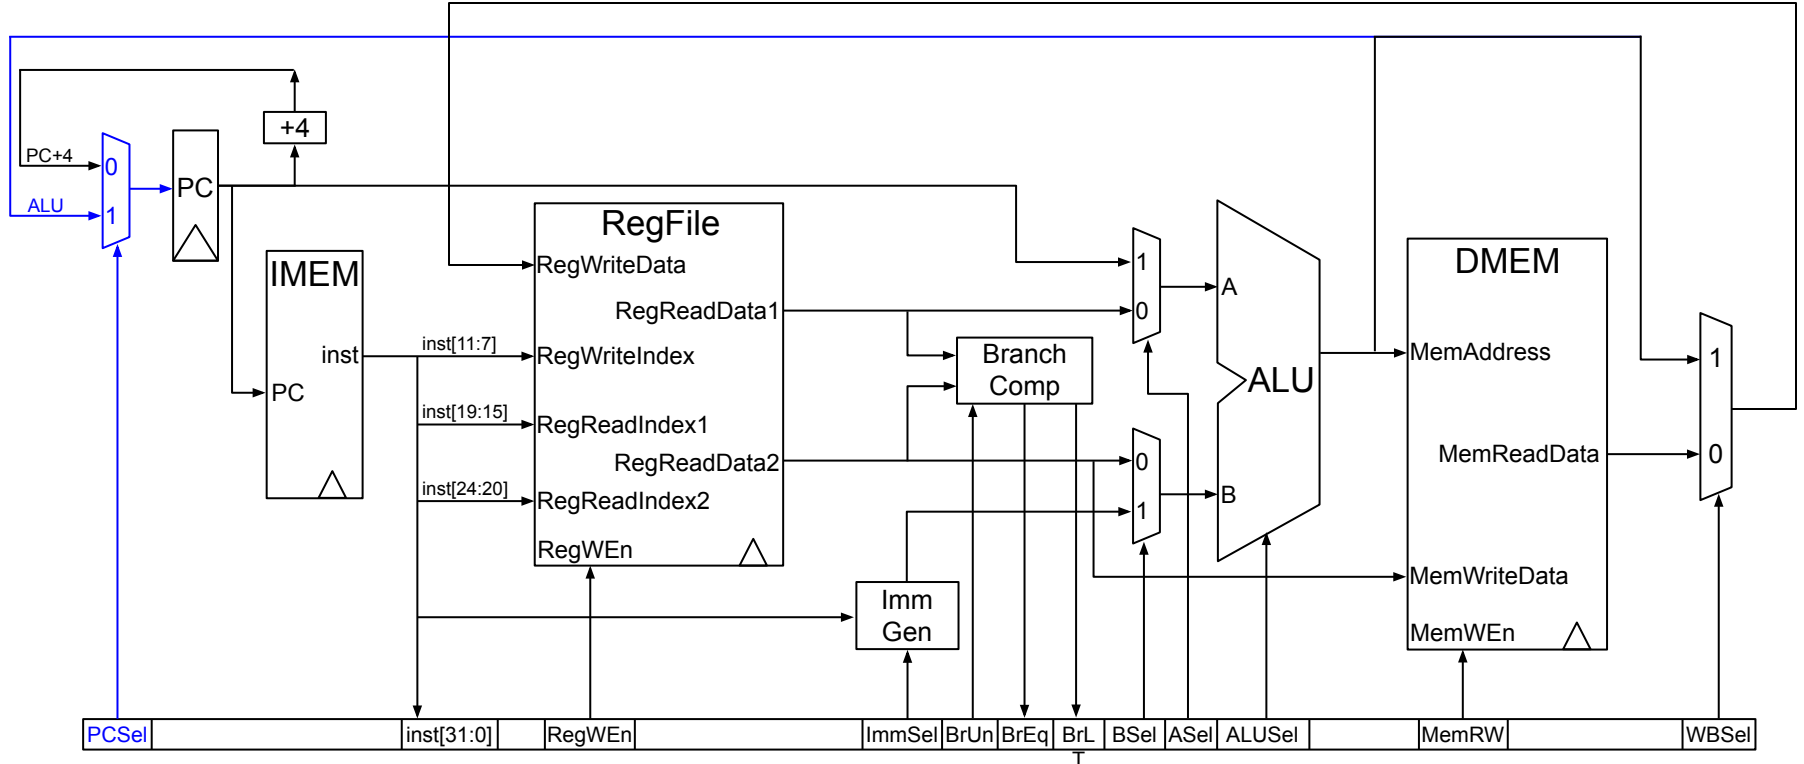 +4
PC+4
0
PC
ALU
1
RegFile
RegWriteData
1
IMEM
DMEM
A
RegReadData1
0
inst
inst[11:7]
RegWriteIndex
Branch
Comp
MemAddress
1
PC
ALU
inst[19:15]
RegReadIndex1
RegReadData2
0
MemReadData
0
inst[24:20]
RegReadIndex2
1
B
RegWEn
Imm
Gen
MemWriteData
MemWEn
PCSel
inst[31:0]
RegWEn
ImmSel
BrUn
BrEq
BrL
T
BSel
ASel
ALUSel
MemRW
WBSel